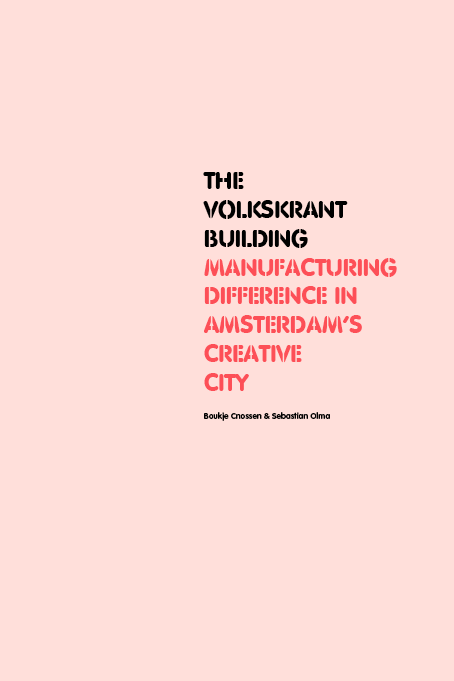 THE
VOLKSKRANT
BUILDING
MANUFACTURING
DIFFERENCE IN
AMSTERDAM'S
CREATIVE
CITY
Boukje Cnossen & Sebastian Olma